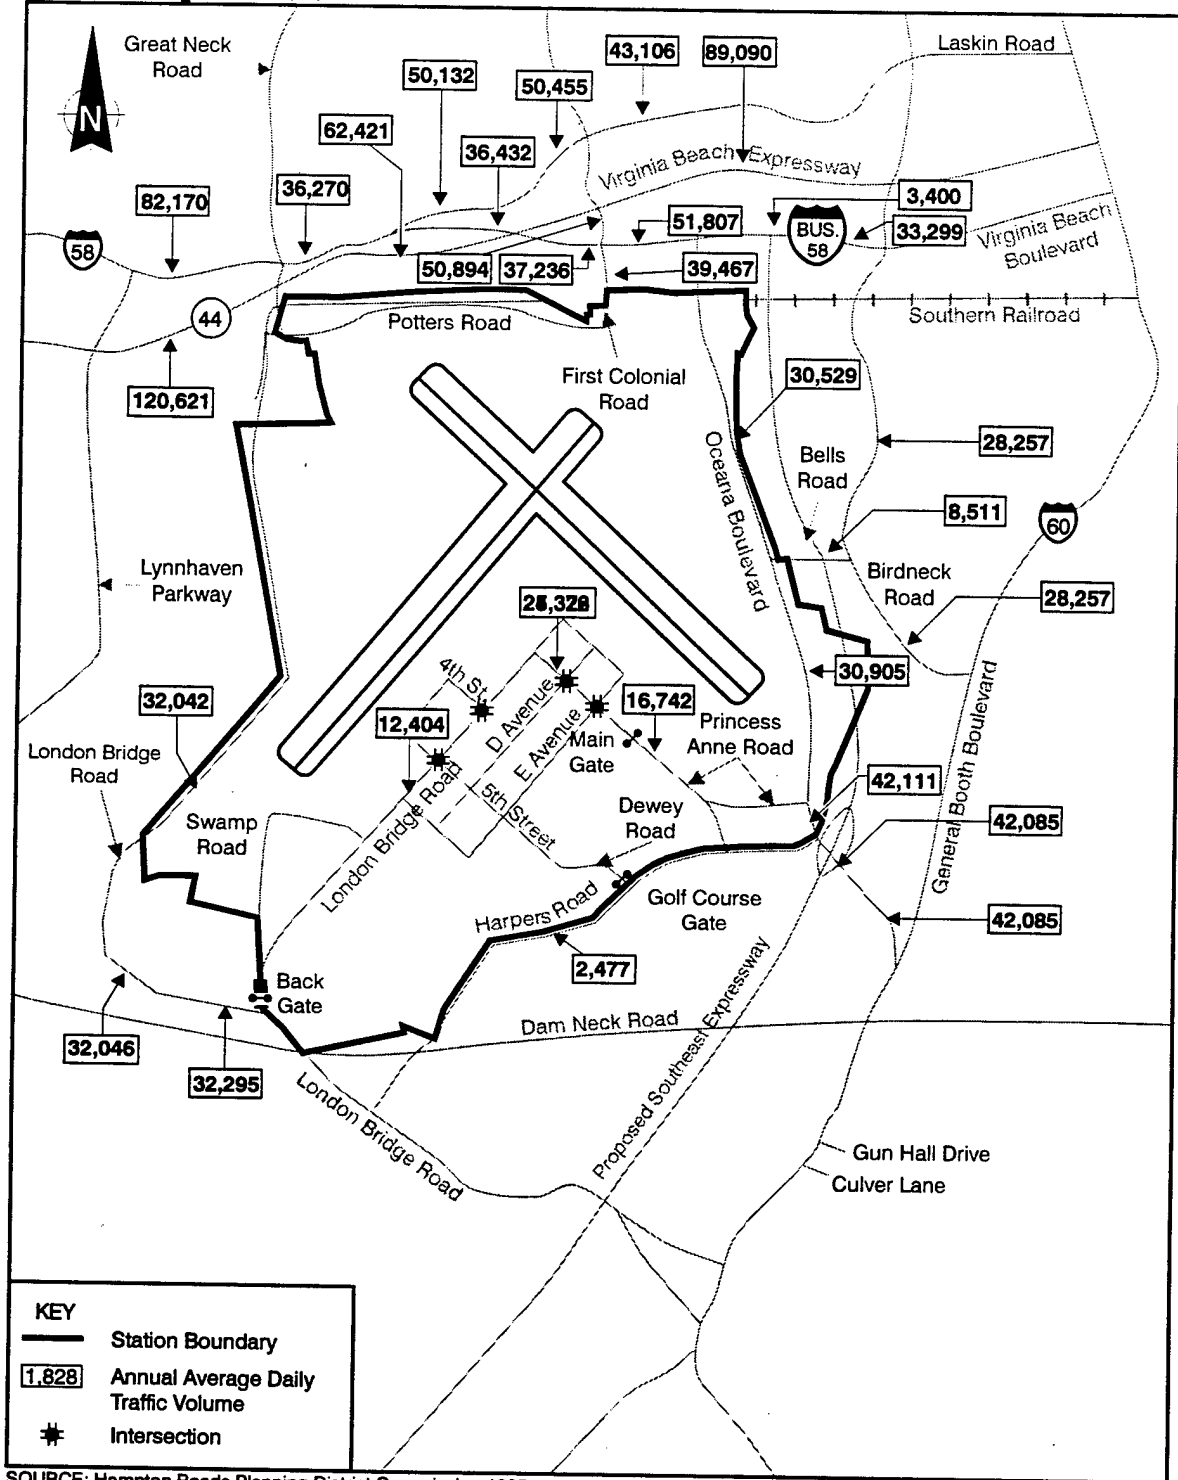 Great Neck
Road
N
43,106
89,090
Laskin Road
50,132
50,455
62,421
36,432
Virginia Beach Expressway
82,170
36,270
3,400
51,807
58
BUS.
58
33,299
Virginia Beach
Boulevard
50,894
37,236
39,467
44
Potters Road
Southern Railroad
First Colonial
Road
30,529
120,621
28,257
Oceana Boulevard
Bells
Road
8,511
60
Lynnhaven
Parkway
Birdneck
Road
28,257
32,042
4th St.
D Avenue
30,905
16,742
12,404
E Avenue
Main
Gate
Princess
Anne Road
London Bridge
Road
42,111
General Booth Boulevard
Swamp
Road
London Bridge Road
5th Street
Dewey
Road
42,085
Harpers Road
Golf Course
Gate
42,085
2,477
Back
Gate
Dam Neck Road
Proposed Southeast Expressway
32,046
32,295
London Bridge Road
Gun Hall Drive
Culver Lane
KEY
Station Boundary
1,828
Annual Average Daily
Traffic Volume
Intersection
SOURCE: Hampton Roads Planning District